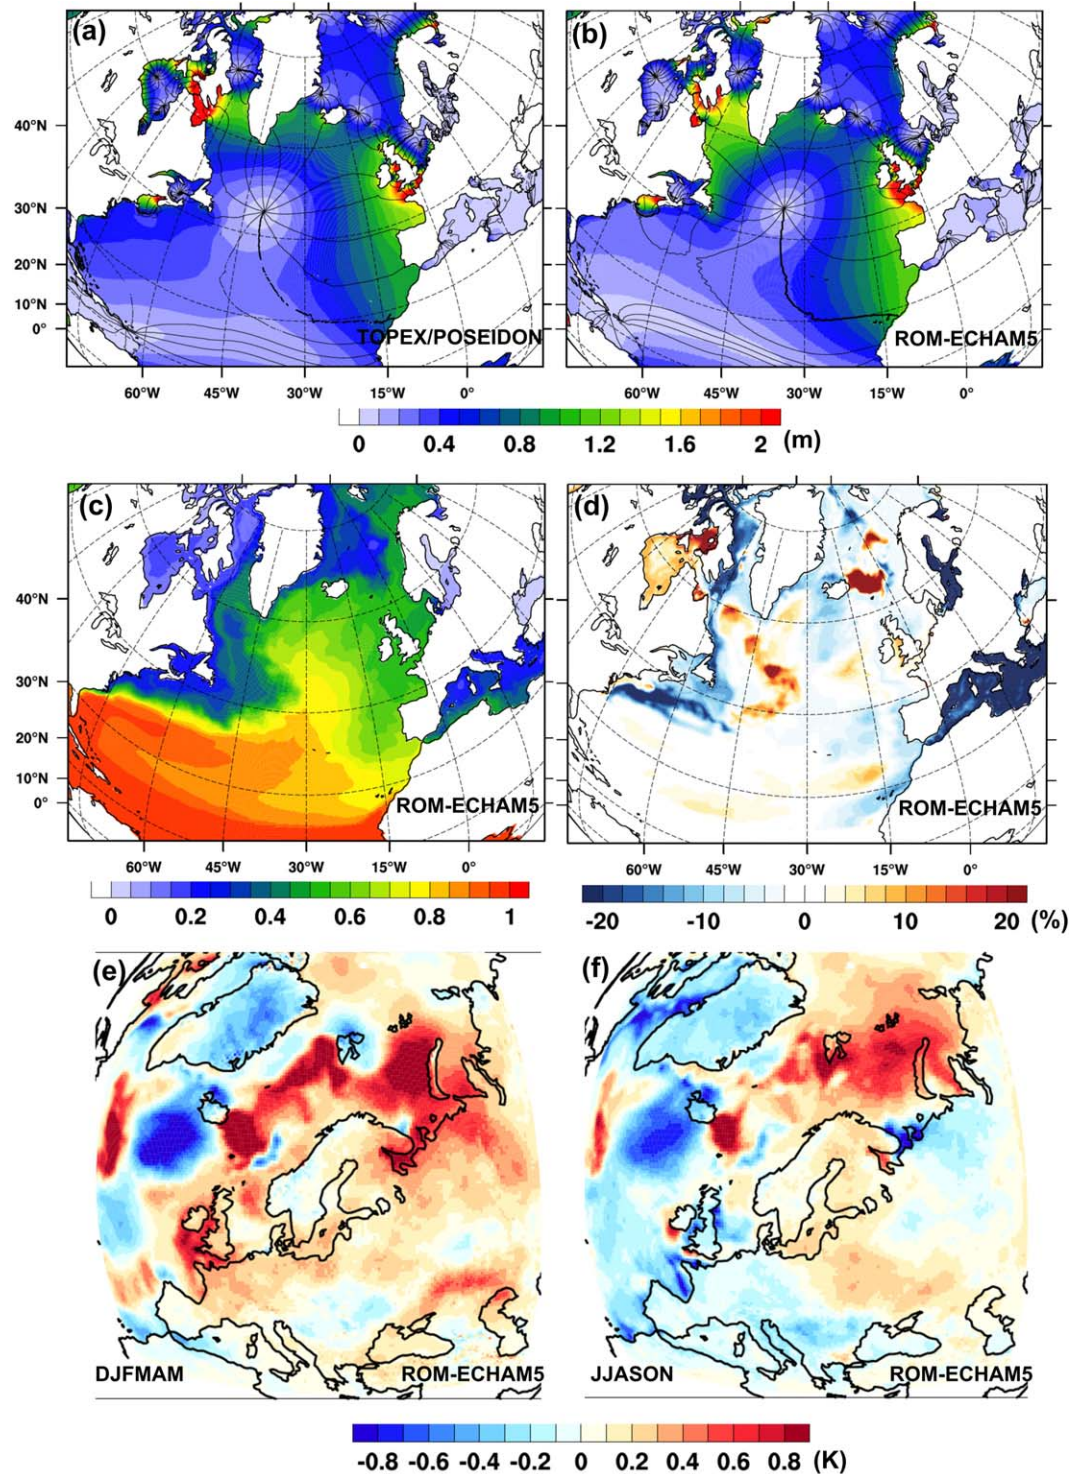 (a)
(b)
40°N
30°N
20°N
10°N
0°
TOPEX/POSEIDON
ROM-ECHAM5
60°W 45°W 30°W 15°W 0°
60°W 45°W 30°W 15°W 0°
0 0.4 0.8 1.2 1.6 2 (m)
(c)
(d)
40°N
30°N
20°N
10°N
0°
ROM-ECHAM5
ROM-ECHAM5
60°W 45°W 30°W 15°W 0°
60°W 45°W 30°W 15°W 0°
0 0.2 0.4 0.6 0.8 1
-20 -10 0 10 20 (%)
(e)
(f)
DJFMAM
ROM-ECHAM5
JJASON
ROM-ECHAM5
-0.8 -0.6 -0.4 -0.2 0 0.2 0.4 0.6 0.8 (K)